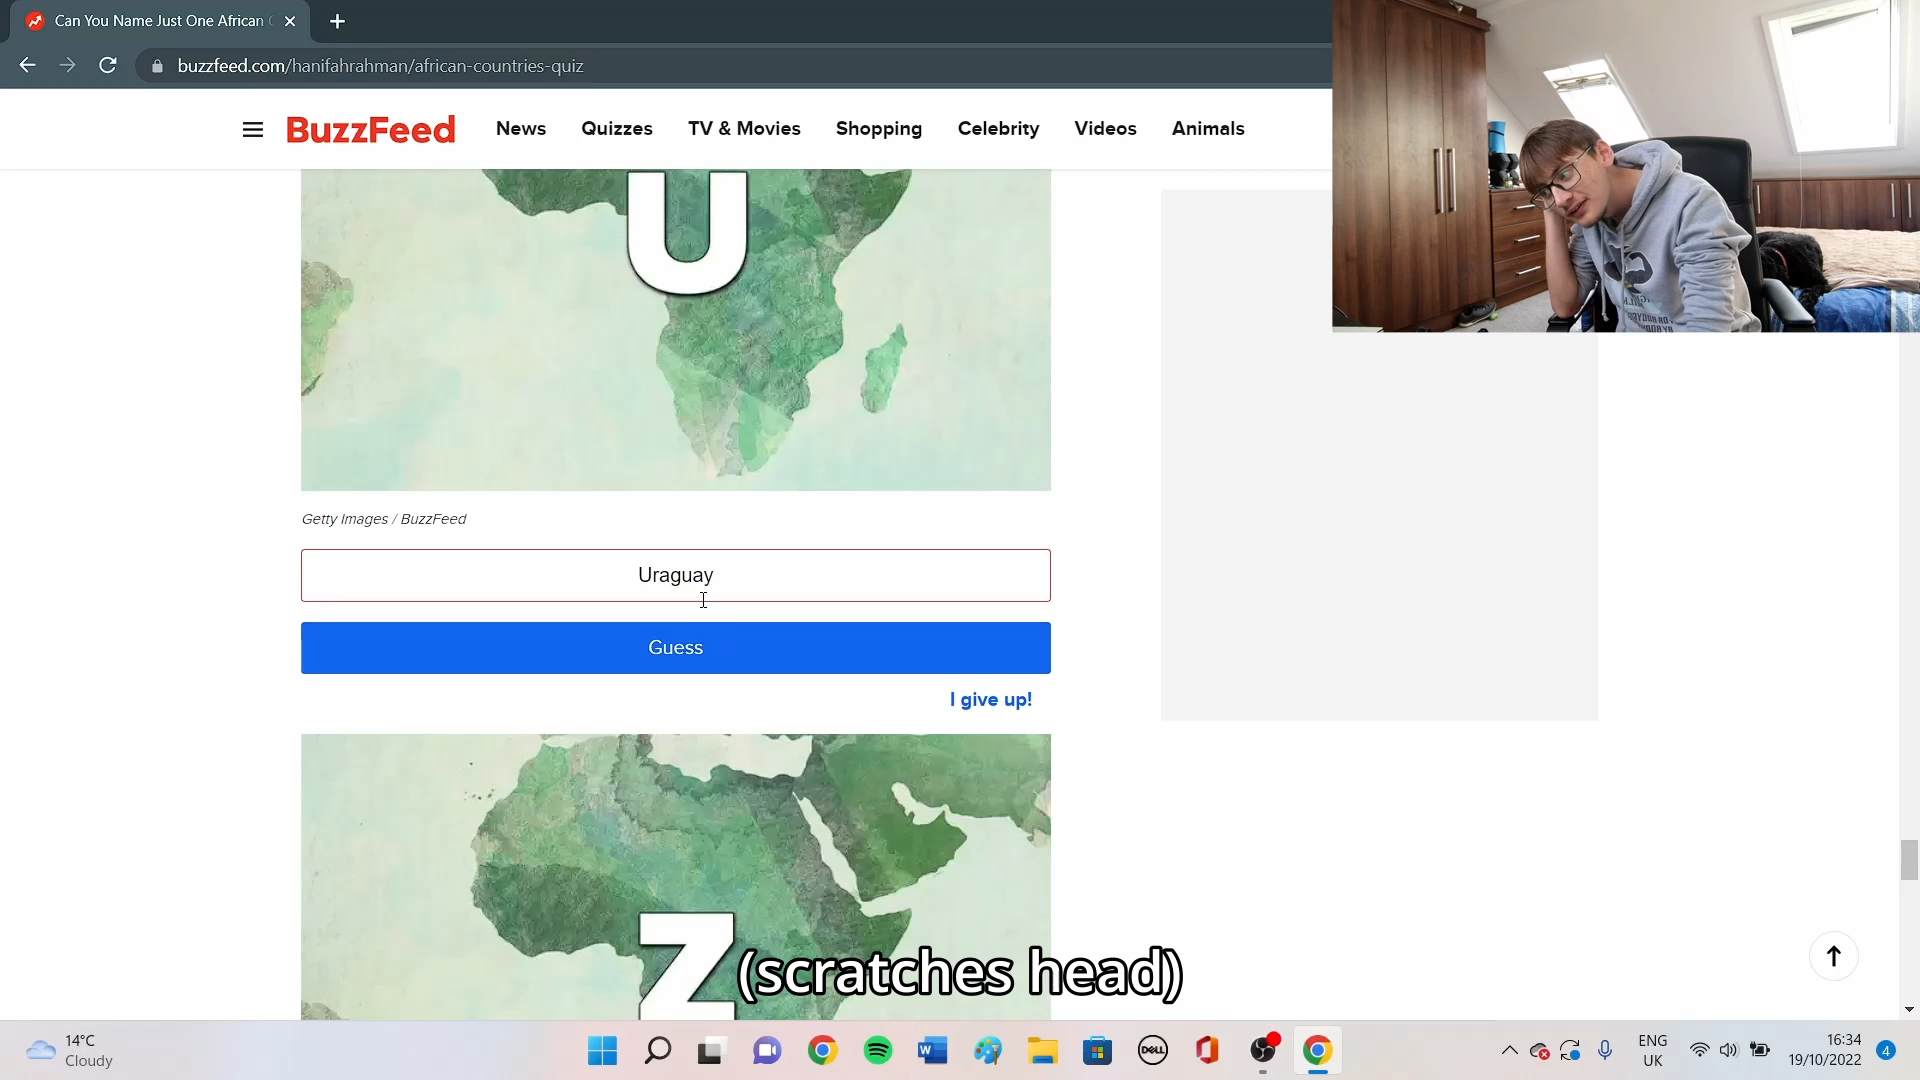 Can You Name Just One African
buzzfeed.com/hanifahrahman/african-countries-quiz
BuzzFeed
News
Quizzes
TV & Movies
Shopping
Celebrity
Videos
Animals
U
Getty Images / BuzzFeed
Uraguay
Guess
I give up!
Z
(scratches head)
14°C
Cloudy
W
DELL
ENG
UK
16:34
19/10/2022
4